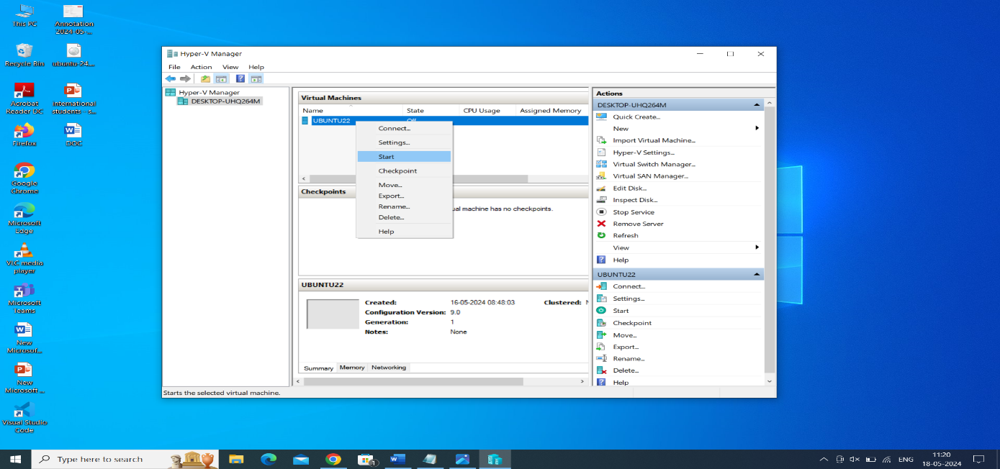 This PC
Annotation
2024-05-...
Recycle Bin
ubuntu-24....
Acrobat
Reader DC
international
students - s...
Firefox
DOC
Google
Chrome
Microsoft
Edge
VLC media
player
Microsoft
Teams
New
Microsof...
New
Microsoft ...
Visual Studio
Code
Hyper-V Manager
File Action View Help
Hyper-V Manager
DESKTOP-UHQ264M
Virtual Machines
Name State CPU Usage Assigned Memory
UBUNTU22 Off
Connect...
Settings...
Start
Checkpoint
Move...
Export...
Rename...
Delete...
Help
Checkpoints
ual machine has no checkpoints.
UBUNTU22
Created: 16-05-2024 08:48:03 Clustered:
Configuration Version: 9.0
Generation: 1
Notes: None
Summary Memory Networking
Actions
DESKTOP-UHQ264M
Quick Create...
New
Import Virtual Machine...
Hyper-V Settings...
Virtual Switch Manager...
Virtual SAN Manager...
Edit Disk...
Inspect Disk...
Stop Service
Remove Server
Refresh
View
Help
UBUNTU22
Connect...
Settings...
Start
Checkpoint
Move...
Export...
Rename...
Delete...
Help
Starts the selected virtual machine.
Type here to search
1
ENG
11:20
18-05-2024